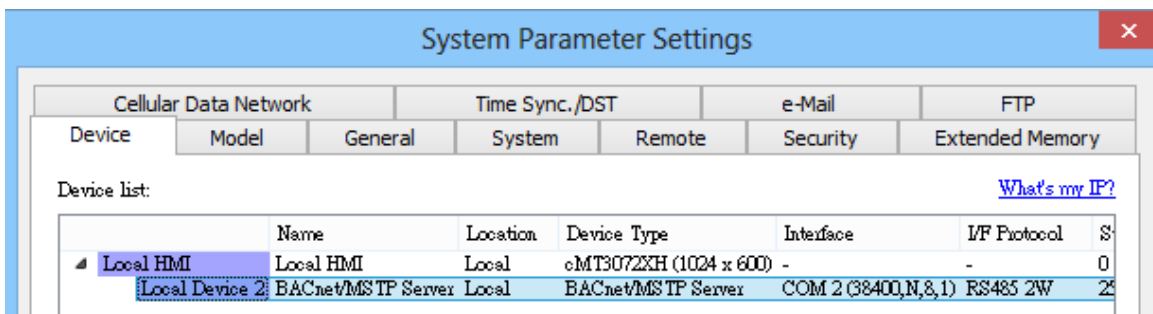 System Parameter Settings
Cellular Data Network Time Sync./DST e-Mail FTP
Device Model General System Remote Security Extended Memory
Device list: What's my IP?
Name Location Device Type Interface I/F Protocol
Local HMI Local HMI Local cMT3072XH (1024 x 600) - - 0
Local Device 2 BACnet/MSTP Server Local BACnet/MSTP Server COM 2 (38400,N,8,1) RS485 2W